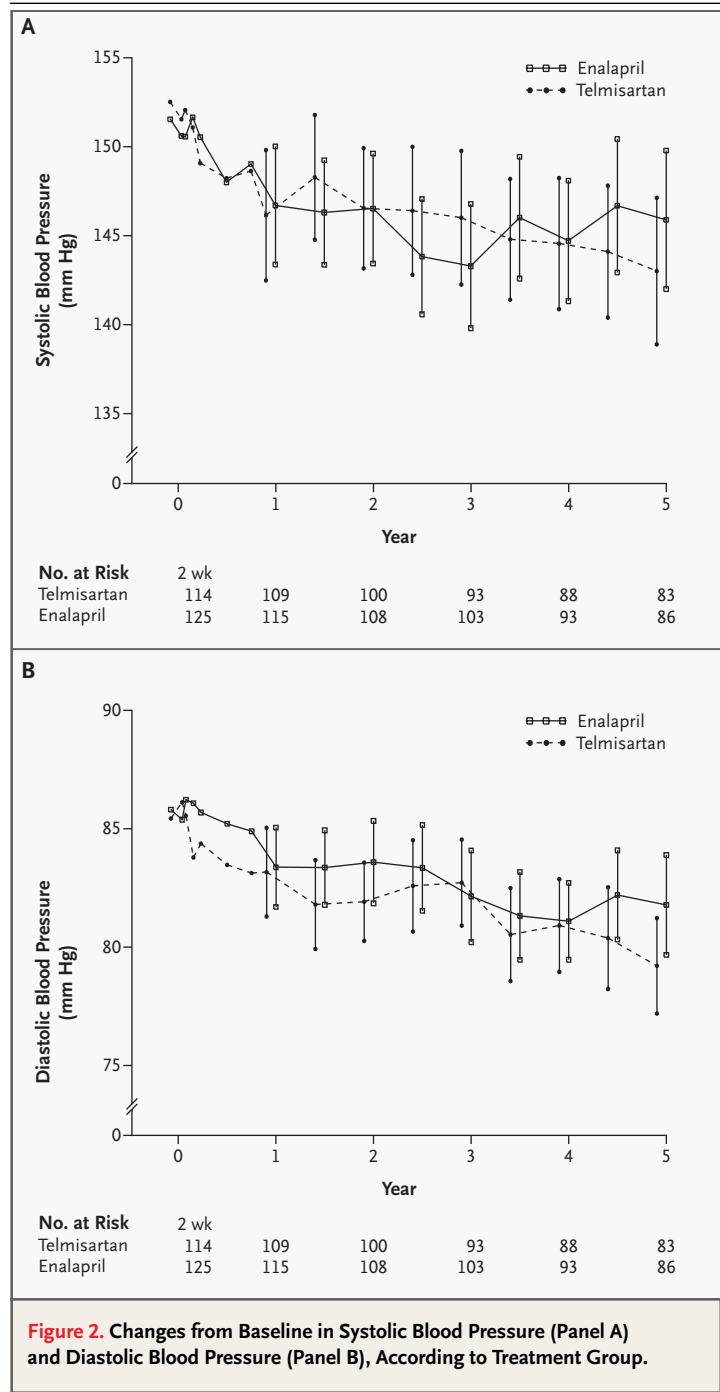 A
155
150
145
140
135
0
Systolic Blood Pressure
(mm Hg)
Enalapril
Telmisartan
0 1 2 3 4 5
Year
No. at Risk 2 wk
Telmisartan 114 109 100 93 88 83
Enalapril 125 115 108 103 93 86
B
90
85
80
75
0
Diastolic Blood Pressure
(mm Hg)
Enalapril
Telmisartan
0 1 2 3 4 5
Year
No. at Risk 2 wk
Telmisartan 114 109 100 93 88 83
Enalapril 125 115 108 103 93 86
Figure 2. Changes from Baseline in Systolic Blood Pressure (Panel A)
and Diastolic Blood Pressure (Panel B), According to Treatment Group.